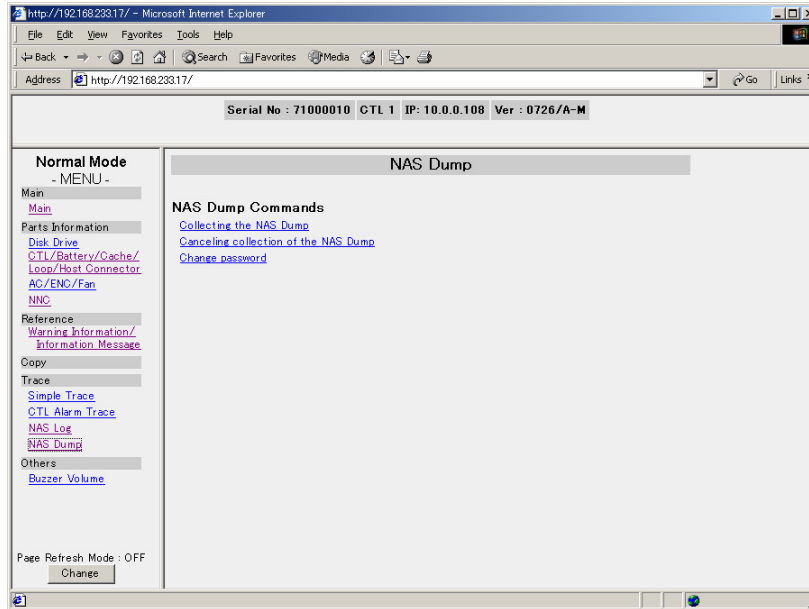 http://192.168.233.17/ - Microsoft Internet Explorer
File Edit View Favorites Tools Help
Back Search Favorites Media
Address http://192.168.233.17/ Go Links
Serial No : 71000010 CTL 1 IP: 10.0.0.108 Ver : 0726/A-M
Normal Mode
- MENU -
Main
Main
Parts Information
Disk Drive
CTL/Battery/Cache/
Loop/Host Connector
AC/ENC/Fan
NNC
Reference
Warning Information/
Information Message
Copy
Trace
Simple Trace
CTL Alarm Trace
NAS Log
NAS Dump
Others
Buzzer Volume
Page Refresh Mode : OFF
Change
NAS Dump
NAS Dump Commands
Collecting the NAS Dump
Canceling collection of the NAS Dump
Change password